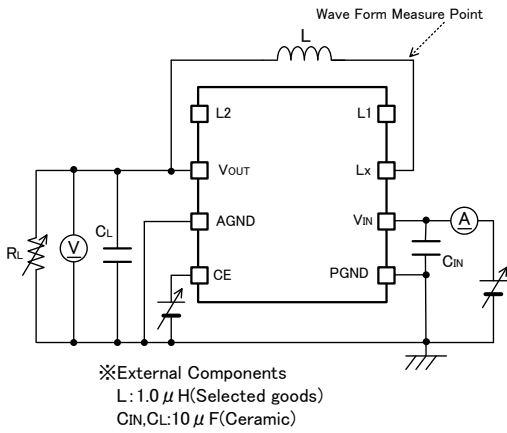 Wave Form Measure Point
L
L2
L1
VOUT
Lx
AGND
VIN
A
CL
V
RL
CIN
CE
PGND
※External Components
L:1.0μH(Selected goods)
CIN,CL:10μF(Ceramic)